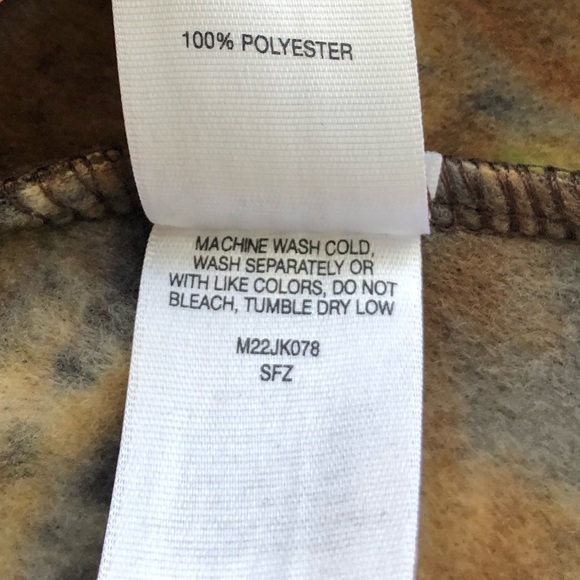 100% POLYESTER
MACHINE WASH COLD,
WASH SEPARATELY OR
WITH LIKE COLORS, DO NOT
BLEACH, TUMBLE DRY LOW
M22JK078
SFZ